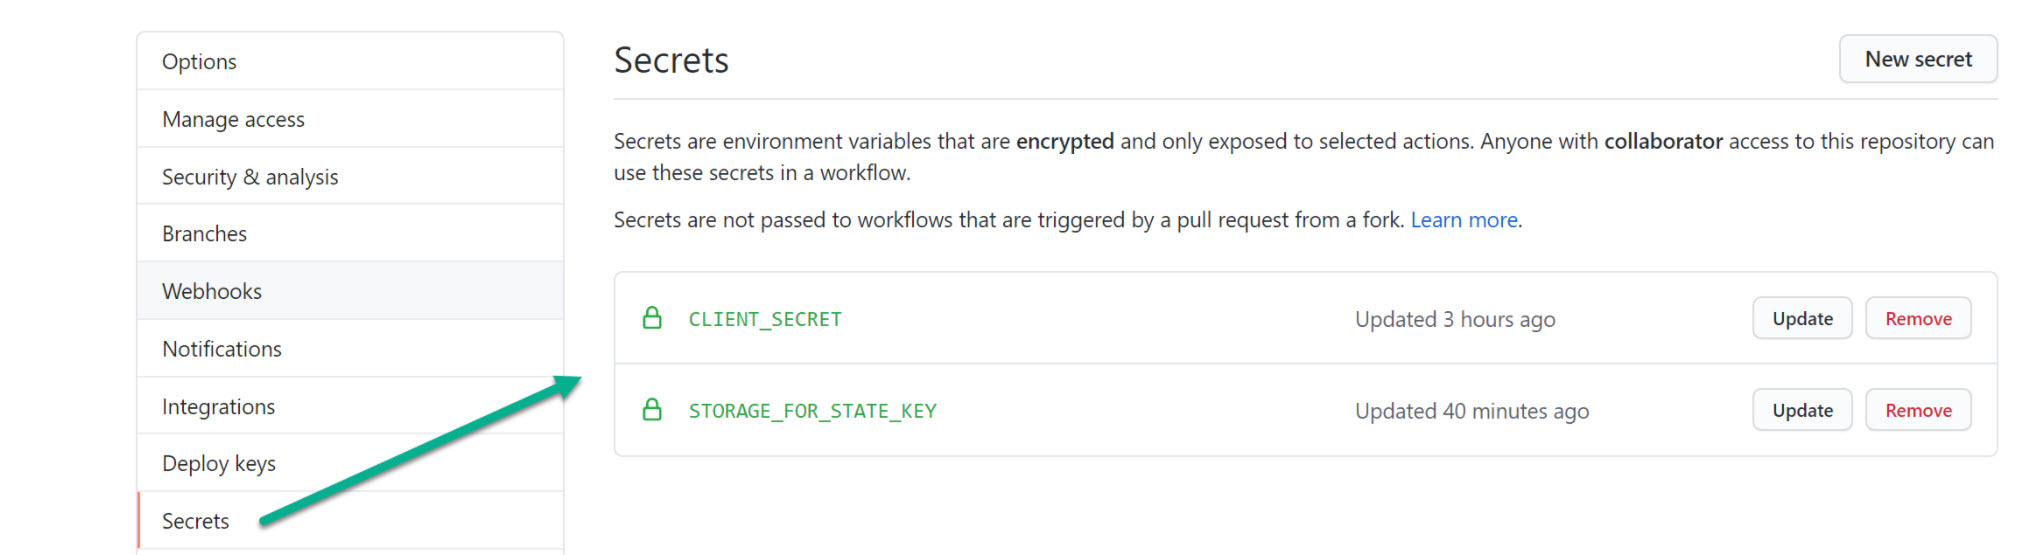 Options
Manage access
Security & analysis
Branches
Webhooks
Notifications
Integrations
Deploy keys
Secrets
Secrets
New secret
Secrets are environment variables that are encrypted and only exposed to selected actions. Anyone with collaborator access to this repository can
use these secrets in a workflow.
Secrets are not passed to workflows that are triggered by a pull request from a fork. Learn more.
CLIENT_SECRET Updated 3 hours ago Update Remove
STORAGE_FOR_STATE_KEY Updated 40 minutes ago Update Remove